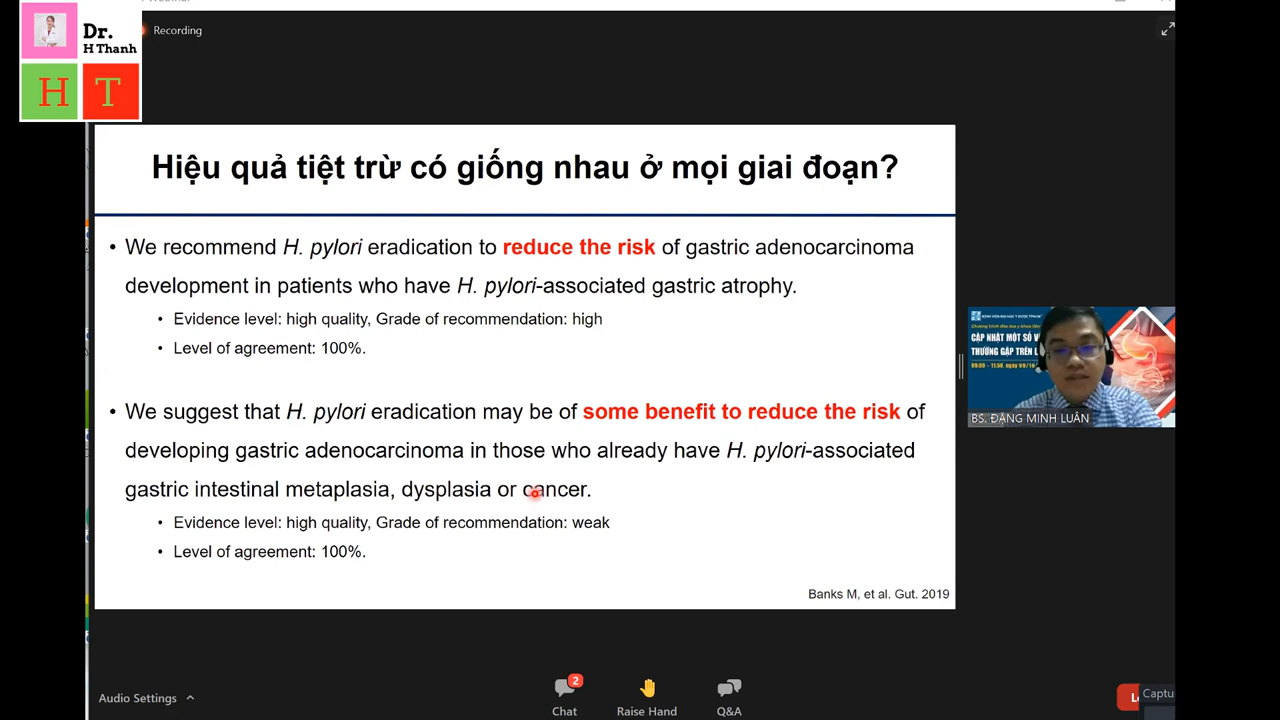 Dr.
H Thanh
H T
Recording
Hiệu quả tiệt trừ có giống nhau ở mọi giai đoạn?
• We recommend H. pylori eradication to reduce the risk of gastric adenocarcinoma
development in patients who have H. pylori-associated gastric atrophy.
• Evidence level: high quality, Grade of recommendation: high
• Level of agreement: 100%.
• We suggest that H. pylori eradication may be of some benefit to reduce the risk of
developing gastric adenocarcinoma in those who already have H. pylori-associated
gastric intestinal metaplasia, dysplasia or cancer.
• Evidence level: high quality, Grade of recommendation: weak
• Level of agreement: 100%.
Banks M, et al. Gut. 2019
CẬP NHẬT MỘT SỐ V
THƯỜNG GẶP TRÊN L
BS. ĐẶNG MINH LUÂN
Audio Settings
2
Chat
Raise Hand
Q&A
Captu